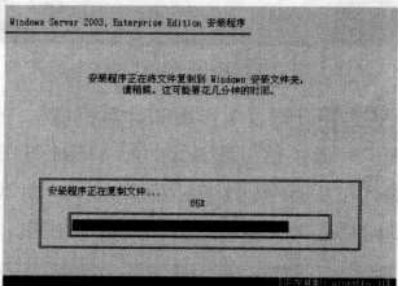 Windows Server 2003, Enterprise Edition 安装程序
安装程序正在将文件复制到 Windows 安装文件夹,
请稍候。这可能要花几分钟的时间。
安装程序正在复制文件...
85%